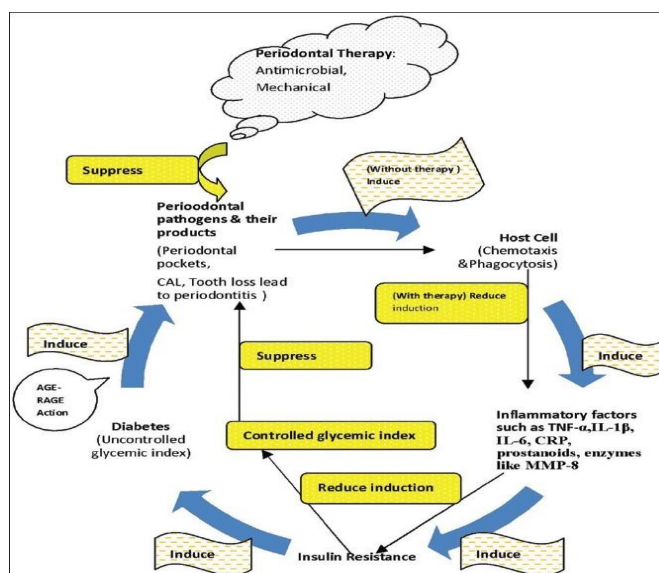 Periodontal Therapy:
Antimicrobial,
Mechanical
Suppress
(Without therapy )
Induce
Perioodontal
pathogens & their
products
(Periodontal
pockets,
CAL, Tooth loss lead
to periodontitis )
Host Cell
(Chemotaxis
&Phagocytosis)
(With therapy) Reduce
induction
Induce
Induce
Suppress
AGE-
RAGE
Action
Diabetes
(Uncontrolled
glycemic index)
Controlled glycemic index
Inflammatory factors
such as TNF-α,IL-1β,
IL-6, CRP,
prostanoids, enzymes
like MMP-8
Reduce induction
Induce
Insulin Resistance
Induce